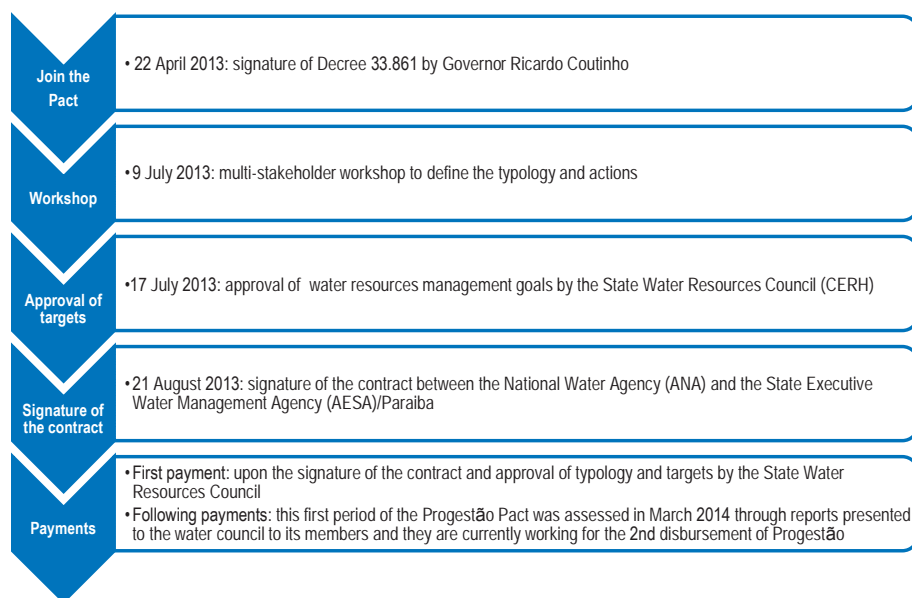 Join the
Pact
• 22 April 2013: signature of Decree 33.861 by Governor Ricardo Coutinho
Workshop
• 9 July 2013: multi-stakeholder workshop to define the typology and actions
Approval of
targets
• 17 July 2013: approval of water resources management goals by the State Water Resources Council (CERH)
Signature of
the contract
• 21 August 2013: signature of the contract between the National Water Agency (ANA) and the State Executive
Water Management Agency (AESA)/Paraiba
Payments
• First payment: upon the signature of the contract and approval of typology and targets by the State Water
Resources Council
• Following payments: this first period of the Progestão Pact was assessed in March 2014 through reports presented
to the water council to its members and they are currently working for the 2nd disbursement of Progestão